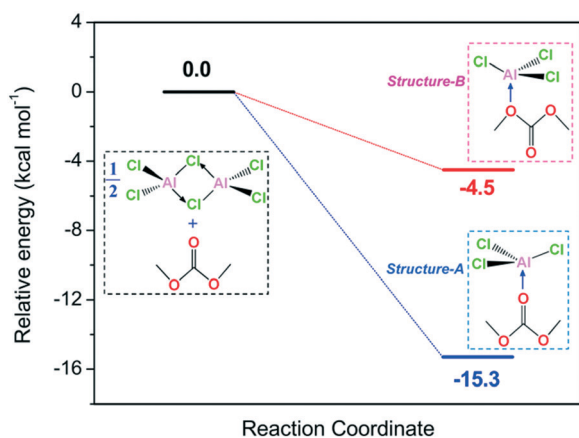 Relative energy (kcal mol⁻¹)
4
0
-4
-8
-12
-16
0.0
1
2
Cl
Cl
Cl
Al
Al
Cl
Cl
Cl
+
O
O
O
Structure-B
Cl
Cl
Al
Cl
O
O
O
-4.5
Structure-A
Cl
Cl
Al
Cl
O
O
O
-15.3
Reaction Coordinate